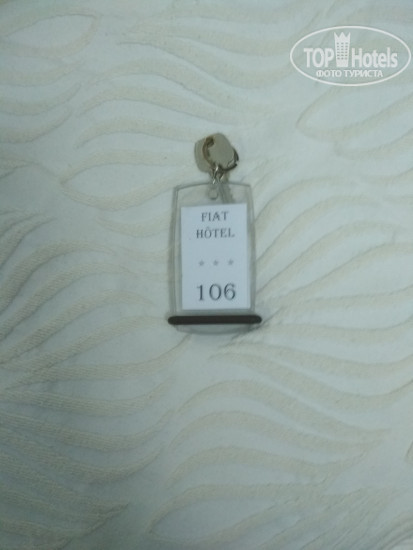 TOP Hotels
ФОТО ТУРИСТА
FIAT
HÔTEL
* * *
106